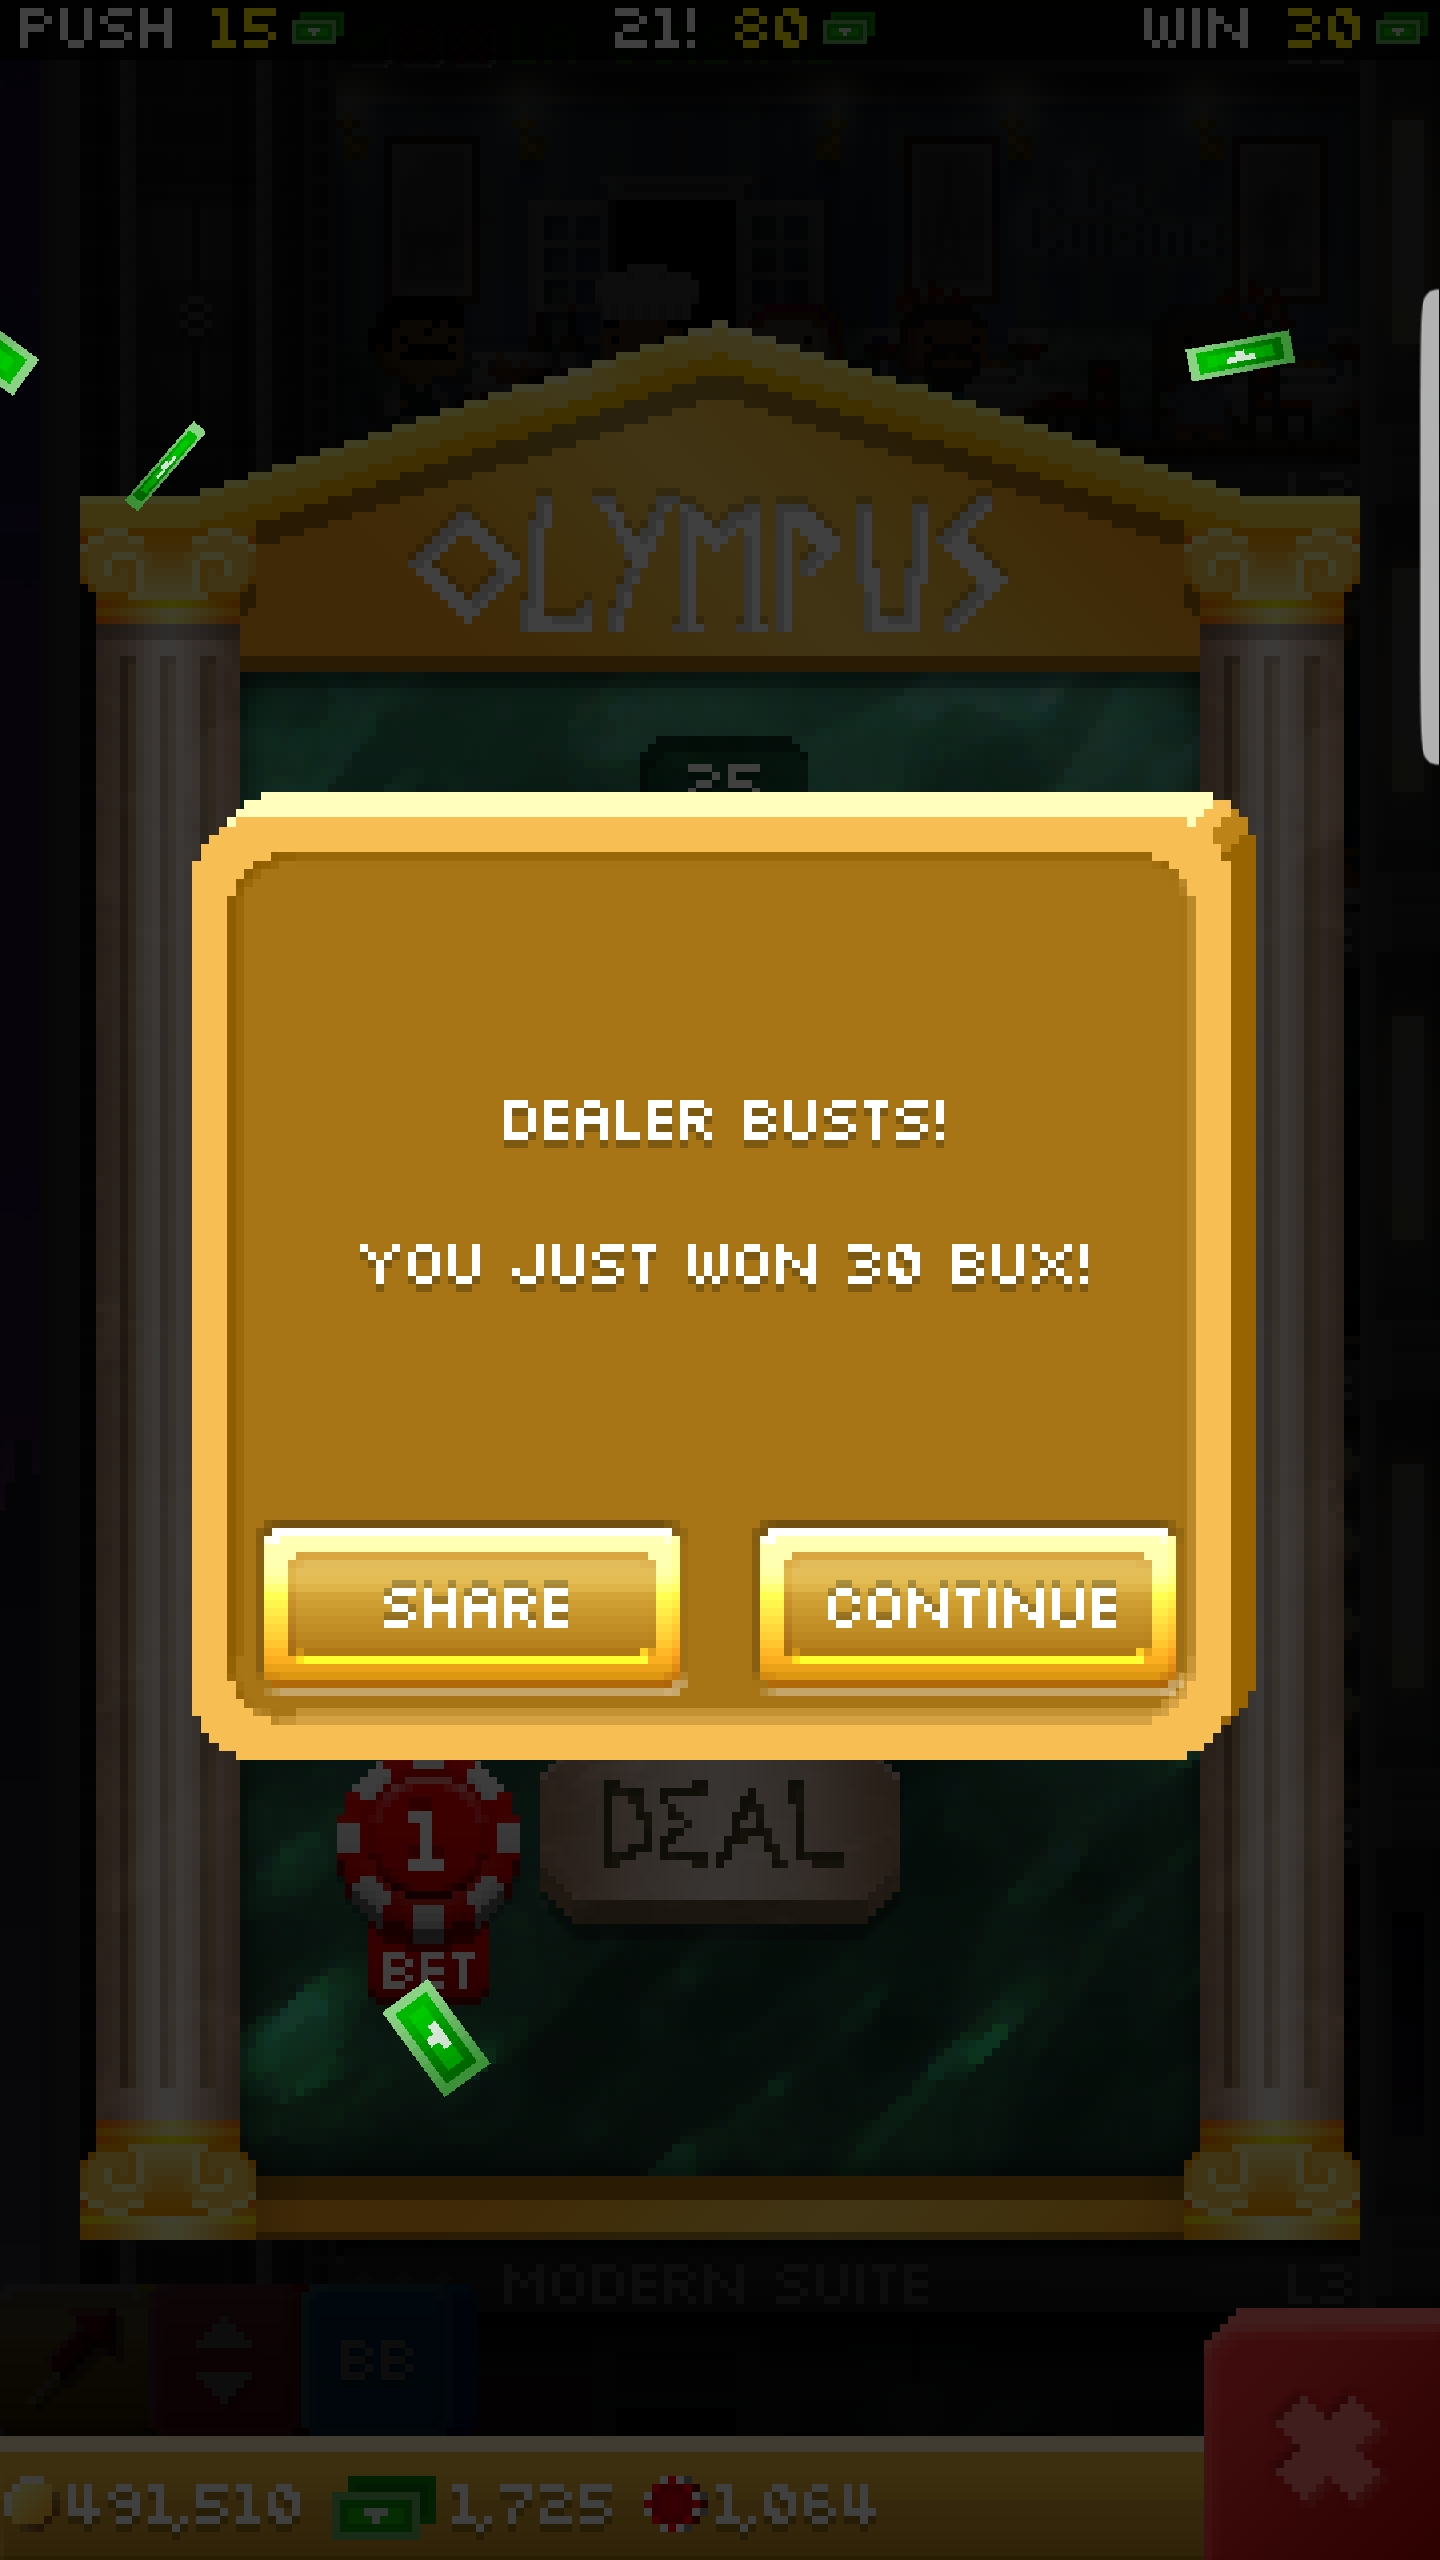 PUSH 15 21! 80 WIN 30
OLYMPUS
25
DEALER BUSTS!
YOU JUST WON 30 BUX!
SHARE CONTINUE
1 DEAL
BET
MODERN SUITE L3
BB
491,510 1,725 1,064